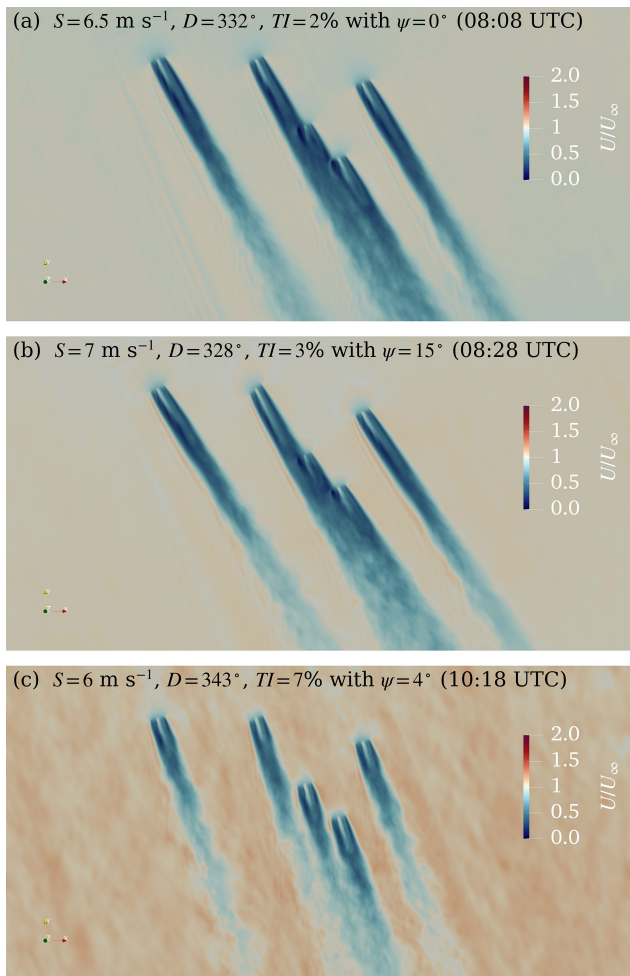 (a) S=6.5 m s⁻¹, D=332°, TI=2% with ψ=0° (08:08 UTC)
2.0
1.5
1
0.5
0.0
U/U∞
(b) S=7 m s⁻¹, D=328°, TI=3% with ψ=15° (08:28 UTC)
2.0
1.5
1
0.5
0.0
U/U∞
(c) S=6 m s⁻¹, D=343°, TI=7% with ψ=4° (10:18 UTC)
2.0
1.5
1
0.5
0.0
U/U∞